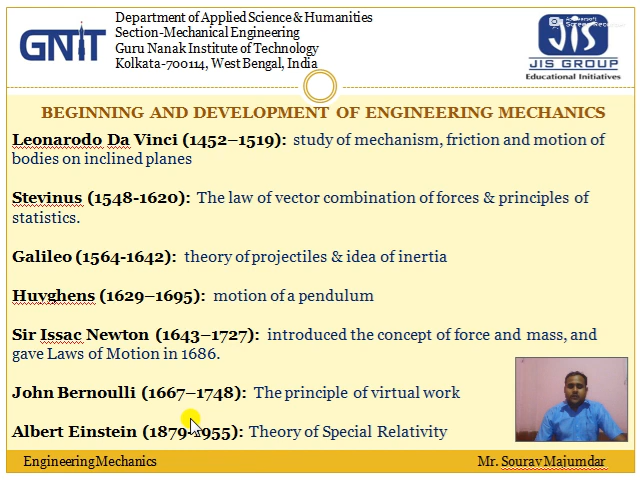 GNIT
Department of Applied Science & Humanities
Section-Mechanical Engineering
Guru Nanak Institute of Technology
Kolkata-700114, West Bengal, India
JIS
JIS GROUP
Educational Initiatives
BEGINNING AND DEVELOPMENT OF ENGINEERING MECHANICS
Leonarodo Da Vinci (1452–1519): study of mechanism, friction and motion of
bodies on inclined planes
Stevinus (1548-1620): The law of vector combination of forces & principles of
statistics.
Galileo (1564-1642): theory of projectiles & idea of inertia
Huyghens (1629–1695): motion of a pendulum
Sir Issac Newton (1643–1727): introduced the concept of force and mass, and
gave Laws of Motion in 1686.
John Bernoulli (1667–1748): The principle of virtual work
Albert Einstein (1879- 955): Theory of Special Relativity
Engineering Mechanics
Mr. Sourav Majumdar